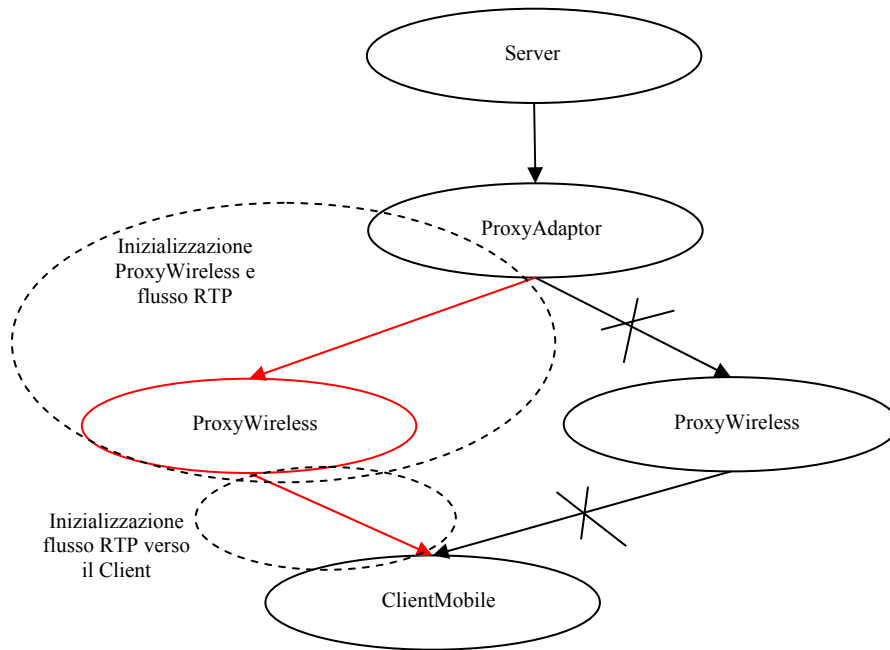 Server
ProxyAdaptor
Inizializzazione
ProxyWireless e
flusso RTP
ProxyWireless
ProxyWireless
Inizializzazione
flusso RTP verso
il Client
ClientMobile